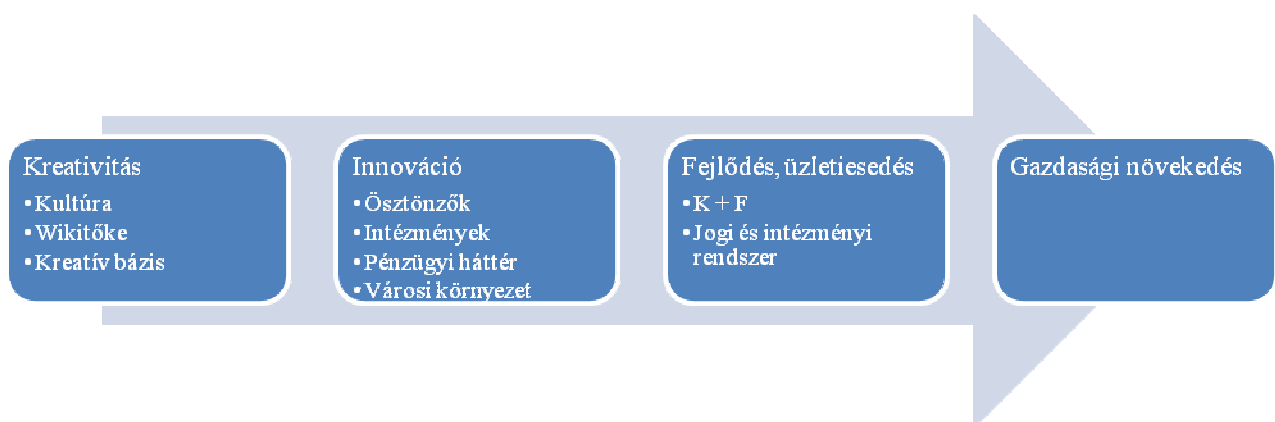 Kreativitás
• Kultúra
• Wikitőke
• Kreatív bázis
Innováció
• Ösztönzők
• Intézmények
• Pénzügyi háttér
• Városi környezet
Fejlődés, üzletiesedés
• K + F
• Jogi és intézményi
rendszer
Gazdasági növekedés